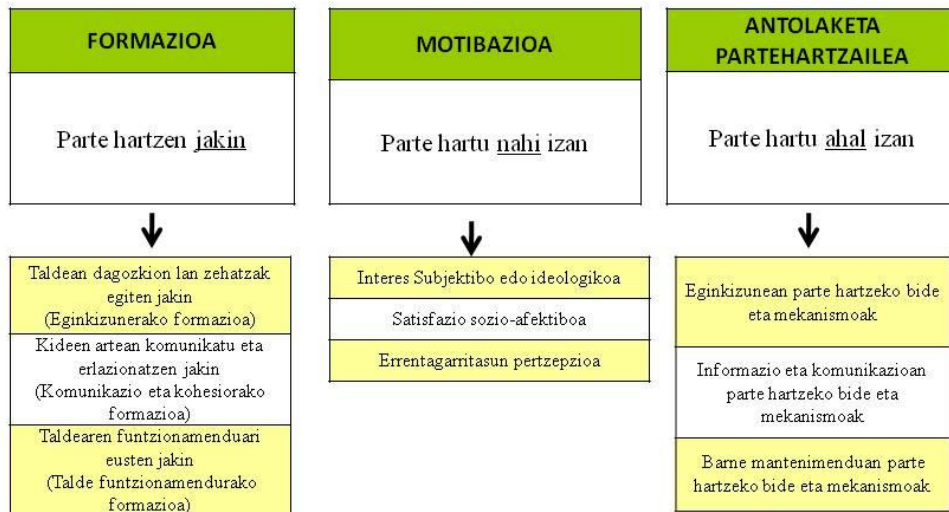 FORMAZIOA
Parte hartzen jakin
Taldean dagozkion lan zehatzak
egiten jakin
(Eginkizunerako formazioa)
Kideen artean komunikatu eta
erlazionatzen jakin
(Komunikazio eta kohesiorako
formazioa)
Taldearen funtzionamenduari
eusten jakin
(Talde funtzionamendurako
formazioa)
MOTIBAZIOA
Parte hartu nahi izan
Interes Subjektibo edo ideologikoa
Satisfazio sozio-afektiboa
Errentagarritasun pertzepzioa
ANTOLAKETA
PARTEHARTZAILEA
Parte hartu ahal izan
Eginkizunean parte hartzeko bide
eta mekanismoak
Informazio eta komunikazioan
parte hartzeko bide eta
mekanismoak
Barne mantenimenduan parte
hartzeko bide eta mekanismoak